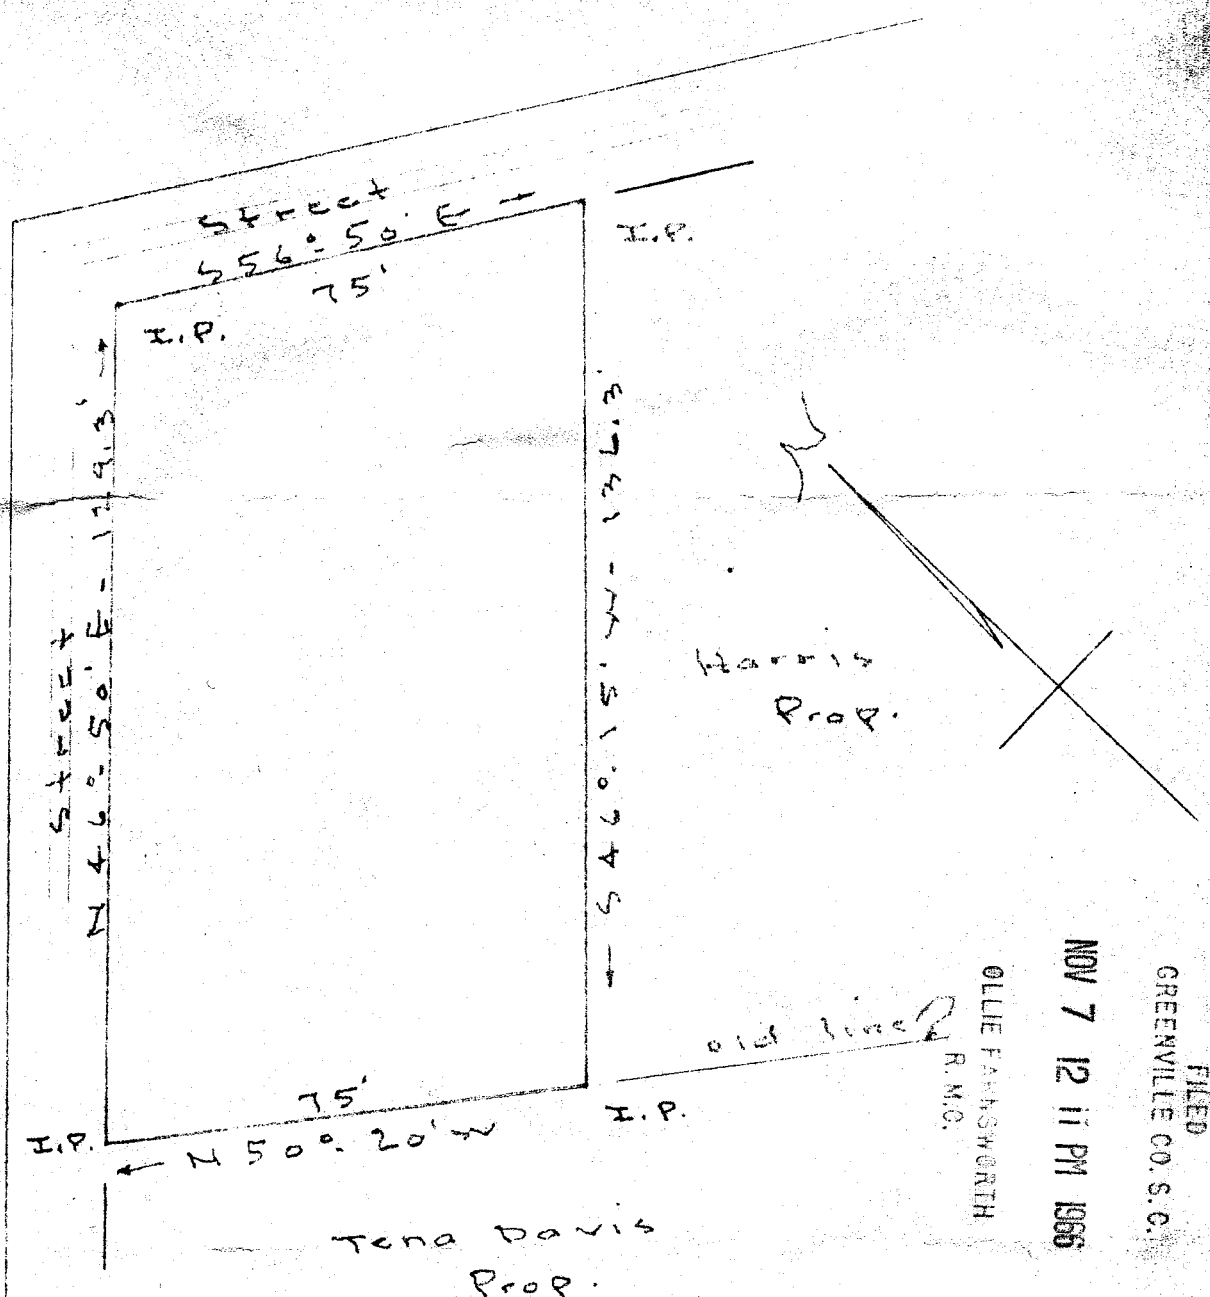 Street
S 56°-50' E →
75'
I.P.
I.P.
Street
N 46°-50' E - 129.3' →
← S 46°.15' W - 136.3'
Harris
Prop.
old line
75'
I.P.
I.P.
← N 50°-20' W
Tena Davis
Prop.
FILED
GREENVILLE CO. S. C.
NOV 7 12 11 PM 1966
OLLIE FARNSWORTH
R. M. C.